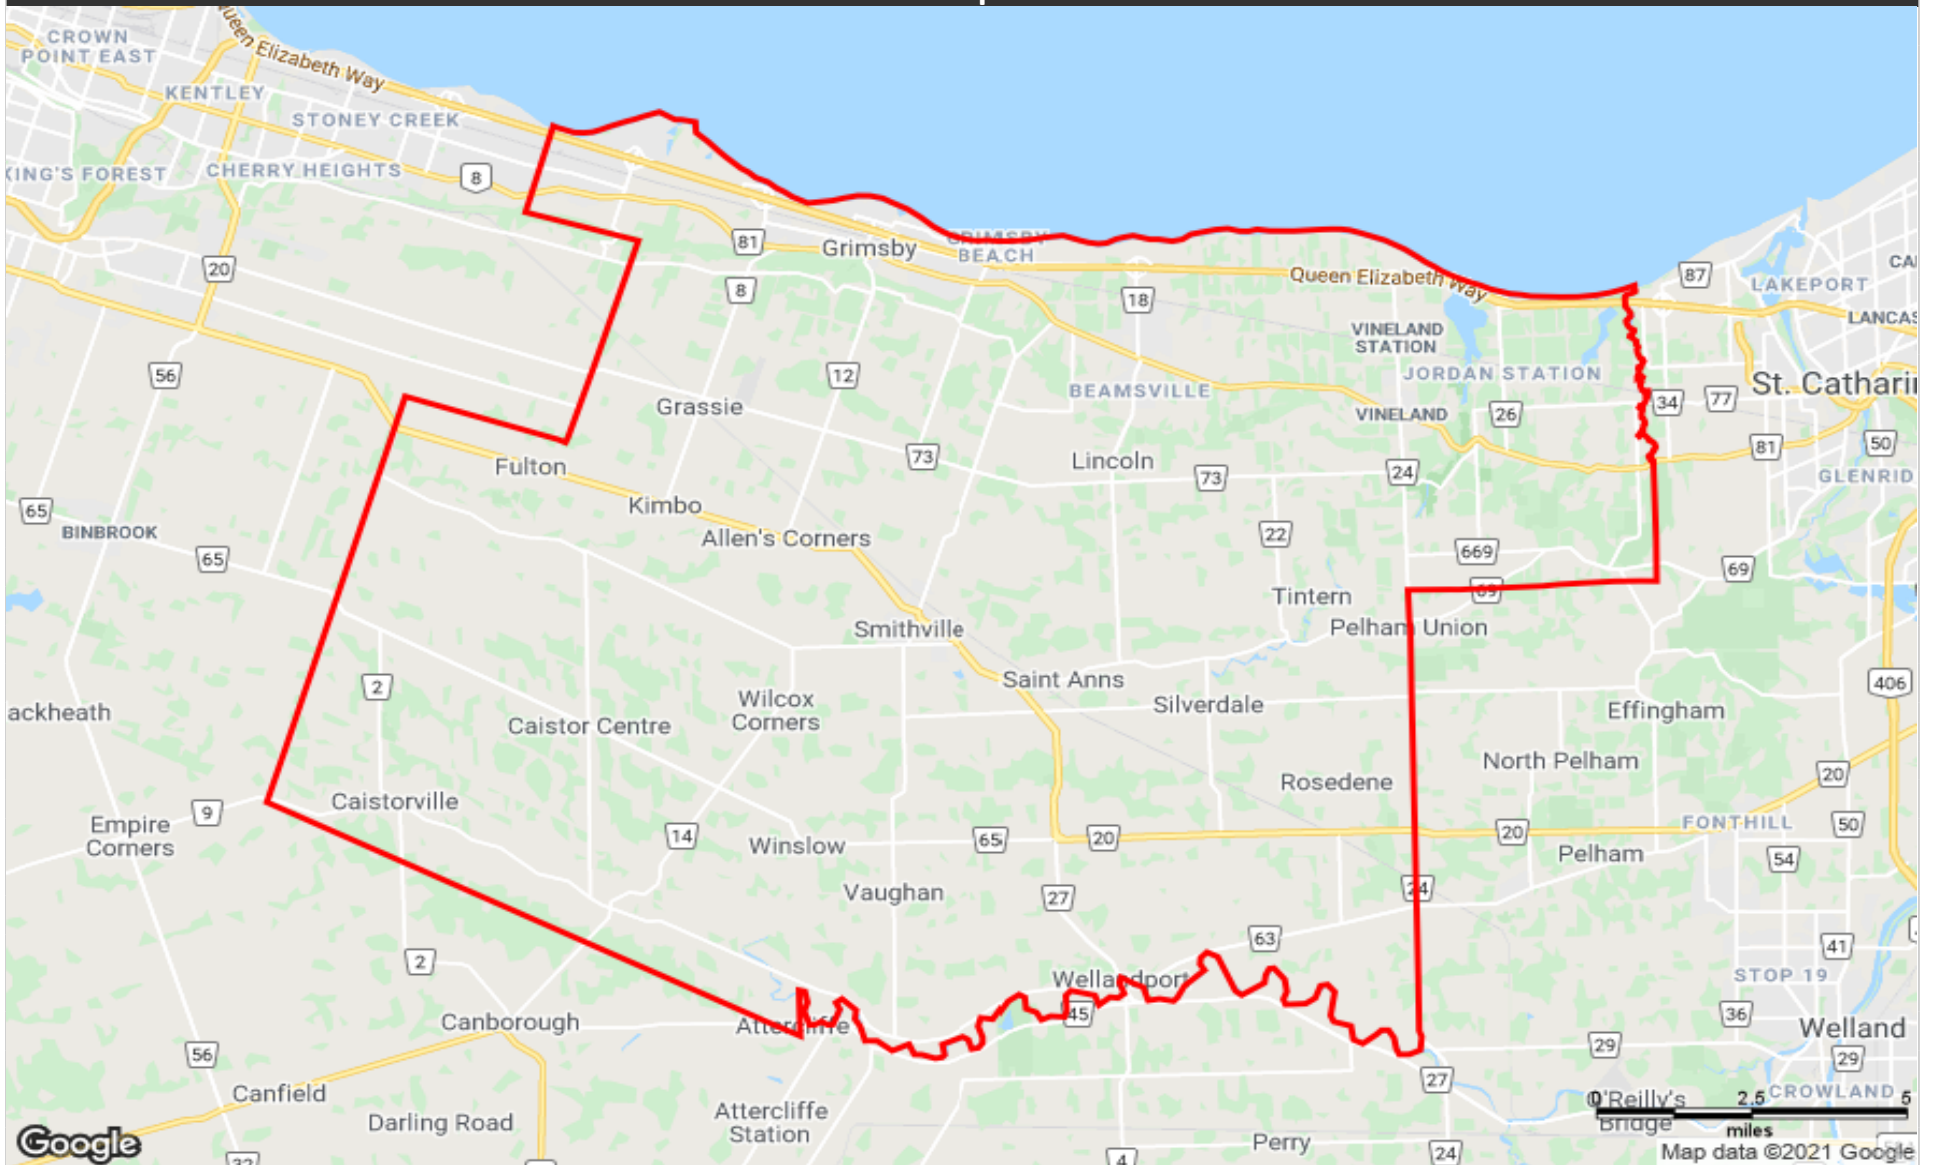 CROWN
POINT EAST
Queen Elizabeth Way
KENTLEY
STONEY CREEK
KING'S FOREST
CHERRY HEIGHTS
8
20
81
Grimsby
GRIMSBY
BEACH
8
18
Queen Elizabeth Way
87
LAKEPORT
VINELAND
STATION
JORDAN STATION
56
12
Grassie
BEAMSVILLE
VINELAND
26
34
77
St. Cathari
81
50
GLENRID
Fulton
73
Lincoln
73
24
65
BINBROOK
65
Kimbo
Allen's Corners
22
669
69
69
Tintern
Pelham Union
Smithville
2
Saint Anns
Silverdale
Effingham
406
ackheath
Wilcox
Corners
Caistor Centre
Rosedene
North Pelham
20
9
Caistorville
Empire
Corners
14
Winslow
65
20
20
FONTHILL
50
Pelham
54
Vaughan
27
24
2
63
41
Wellandport
STOP 19
45
36
Canborough
Attercliffe
Welland
56
29
29
27
Canfield
Darling Road
Attercliffe
Station
O'Reilly's
Bridge
CROWLAND
0 2.5 5
miles
Perry
24
4
32
Google
Map data ©2021 Google